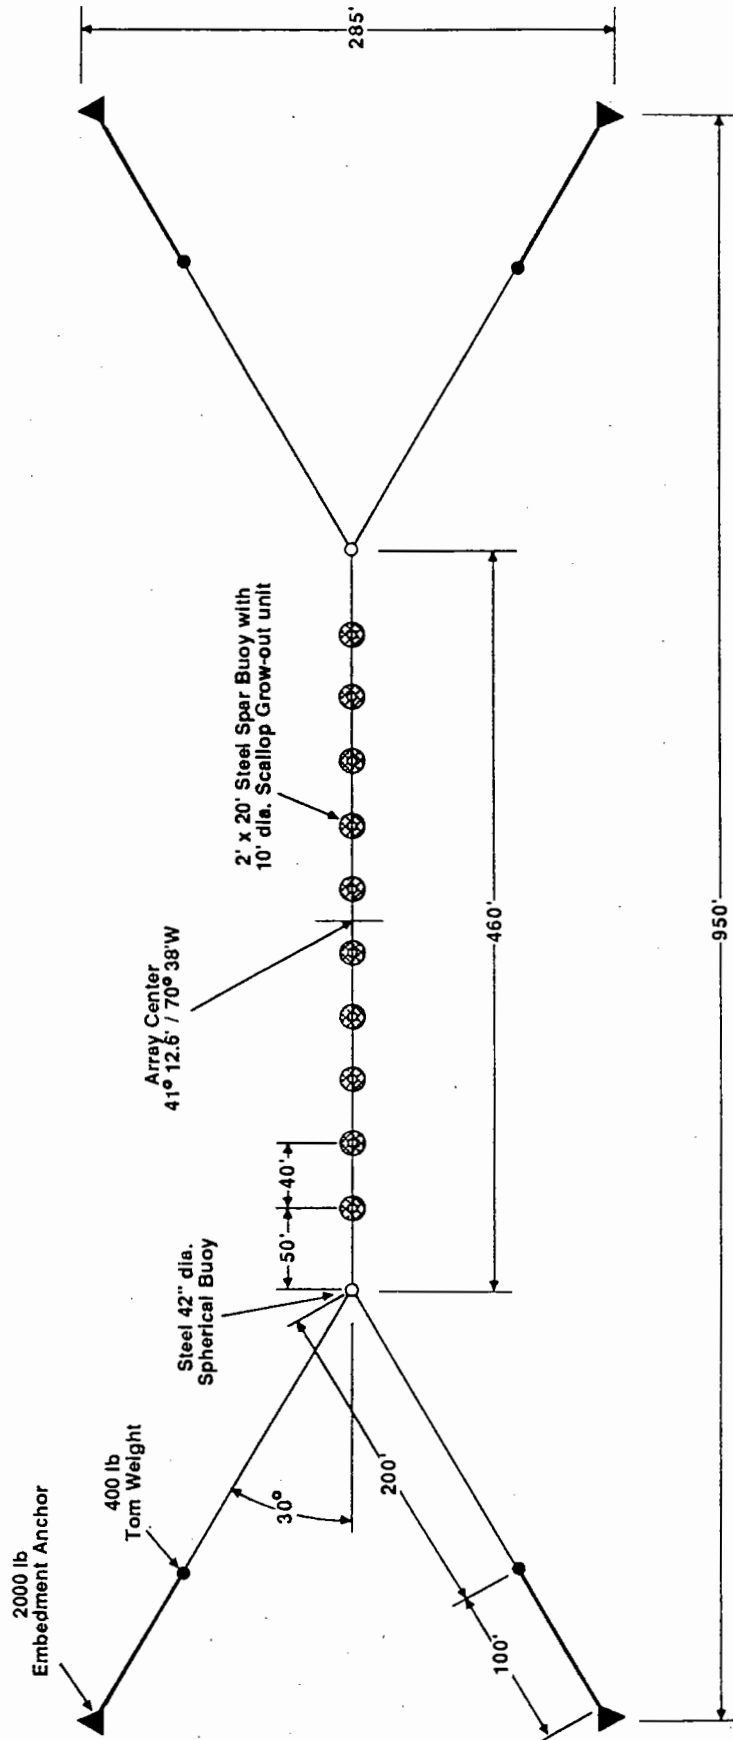 2000 lb
Embedment Anchor
400 lb
Tom Weight
Steel 42" dia.
Spherical Buoy
Array Center
41° 12.6' / 70° 38'W
2' x 20' Steel Spar Buoy with
10' dia. Scallop Grow-out unit
285'
30°
50'
40'
200'
100'
460'
950'